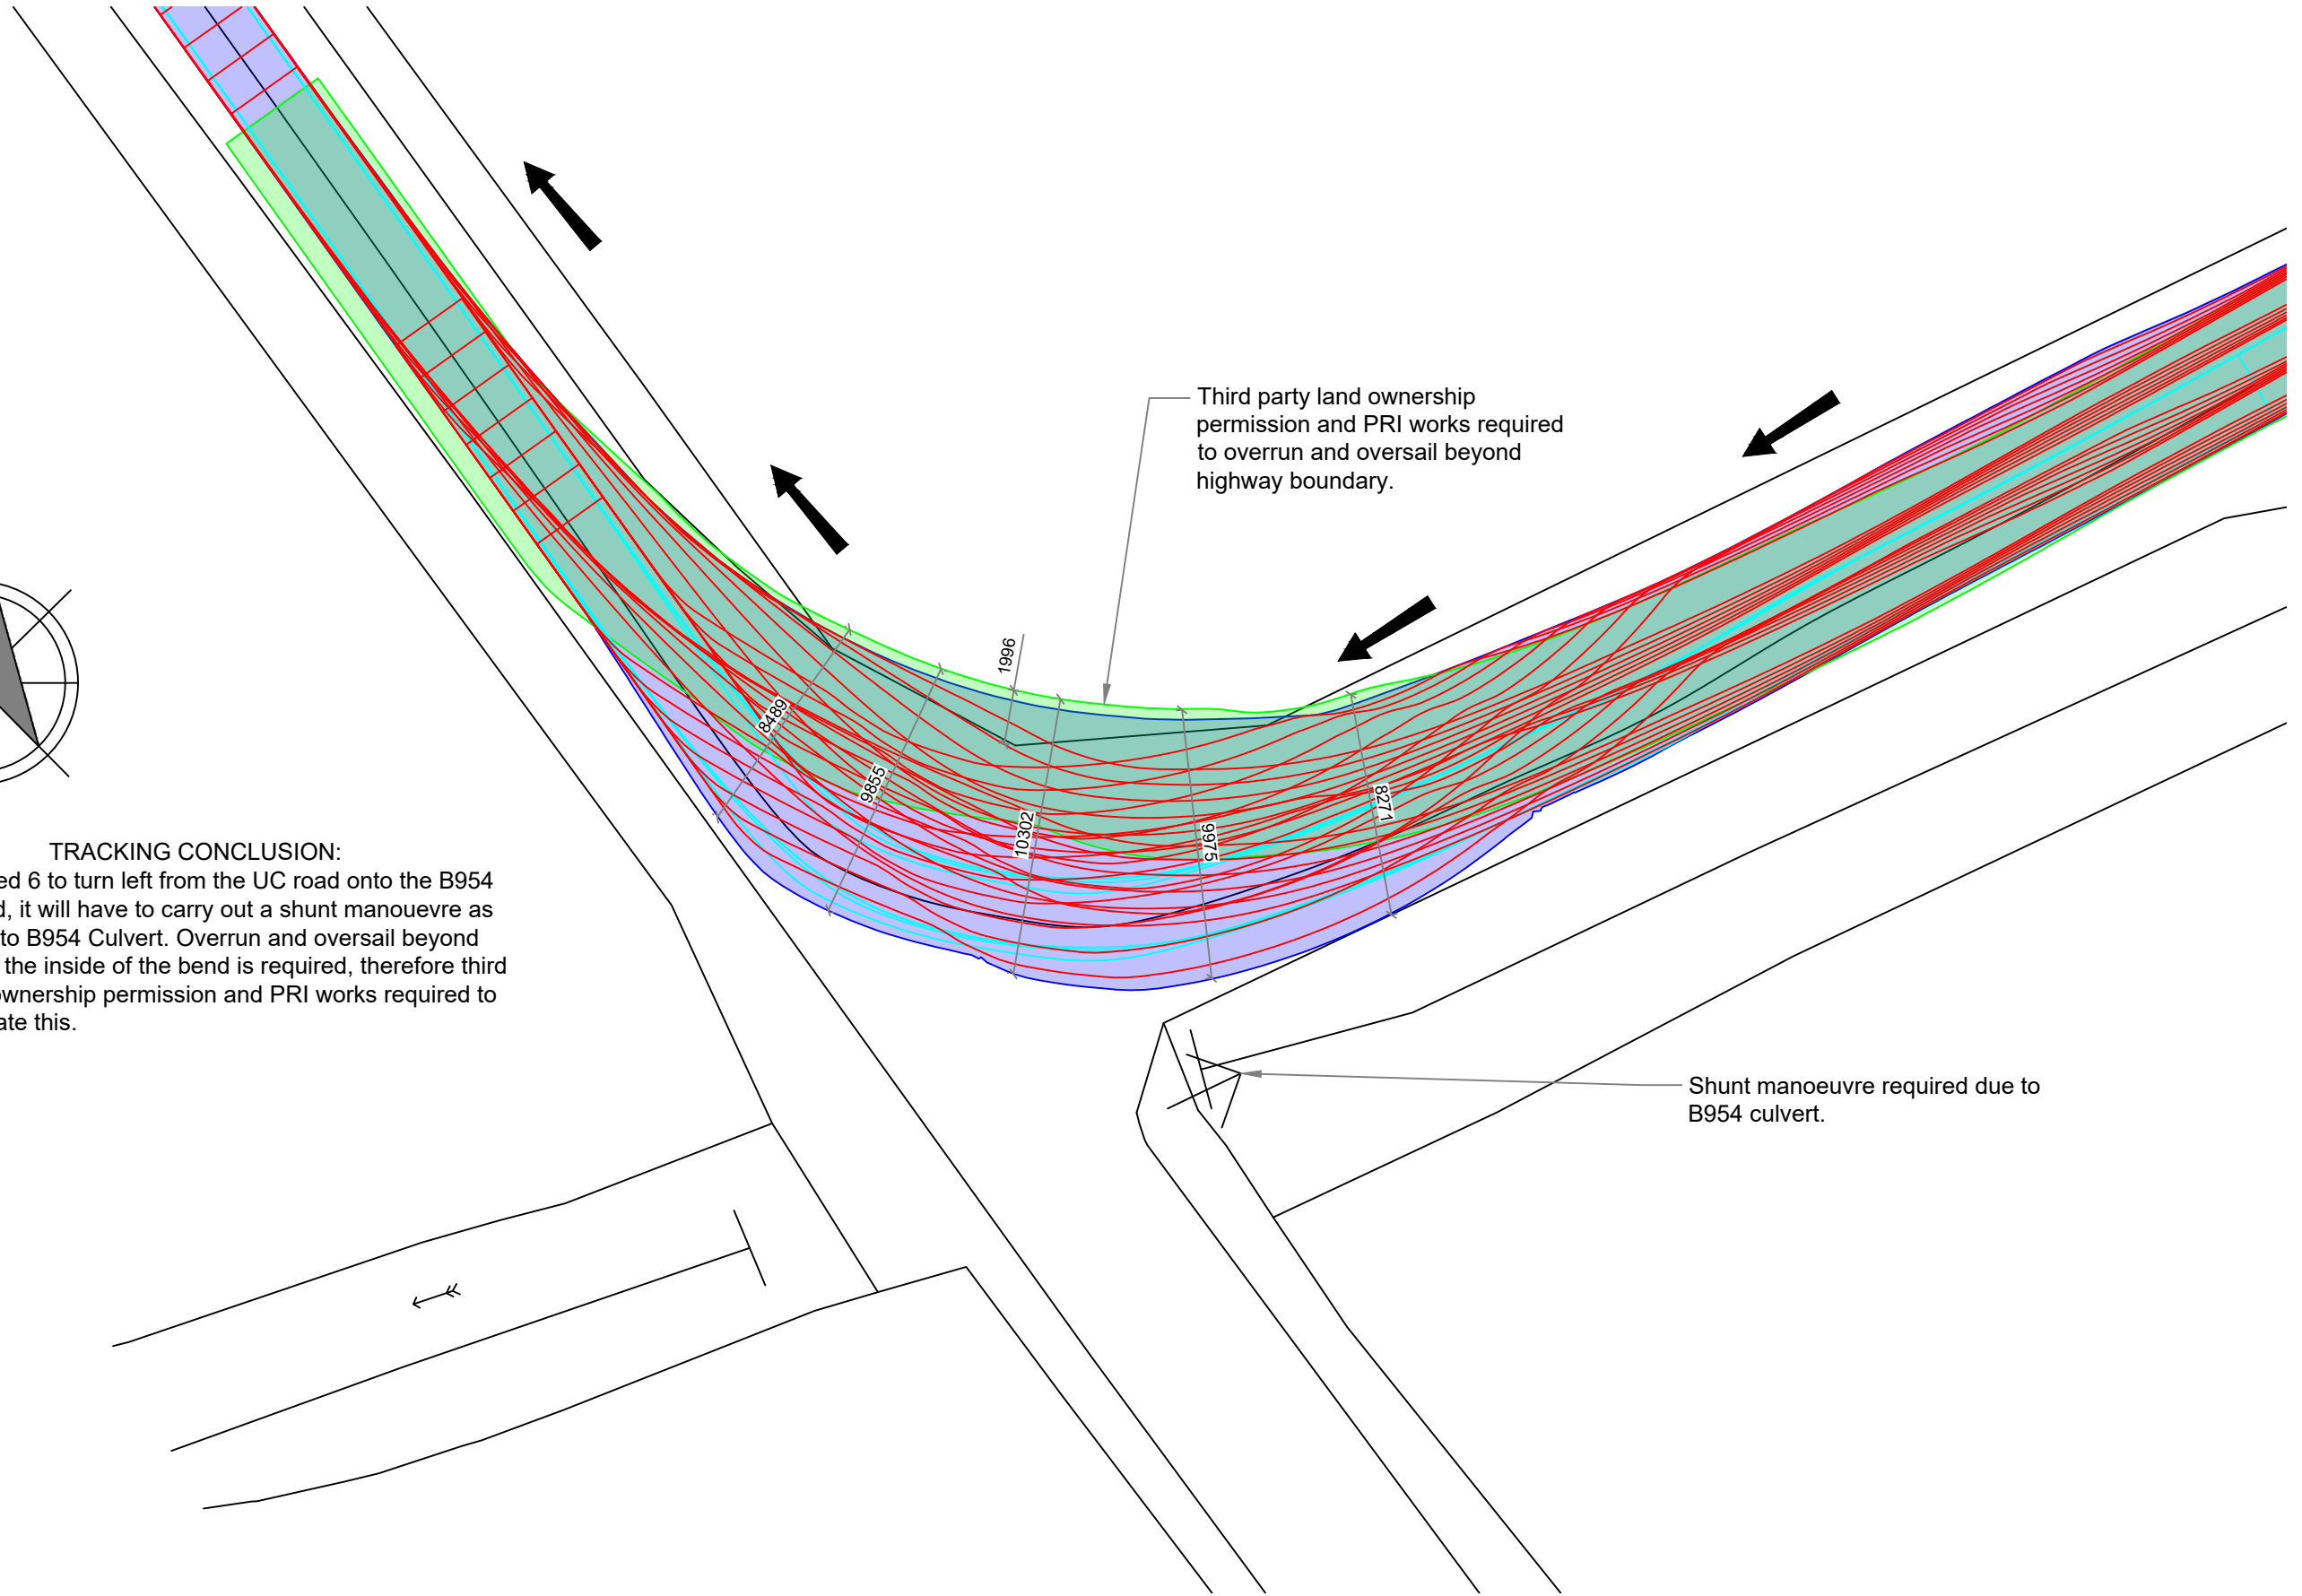 Third party land ownership
permission and PRI works required
to overrun and oversail beyond
highway boundary.
1996
8489
9855
10302
9975
8271
TRACKING CONCLUSION:
6 to turn left from the UC road onto the B954
it will have to carry out a shunt manouevre as
to B954 Culvert. Overrun and oversail beyond
the inside of the bend is required, therefore third
ownership permission and PRI works required to
this.
Shunt manoeuvre required due to
B954 culvert.